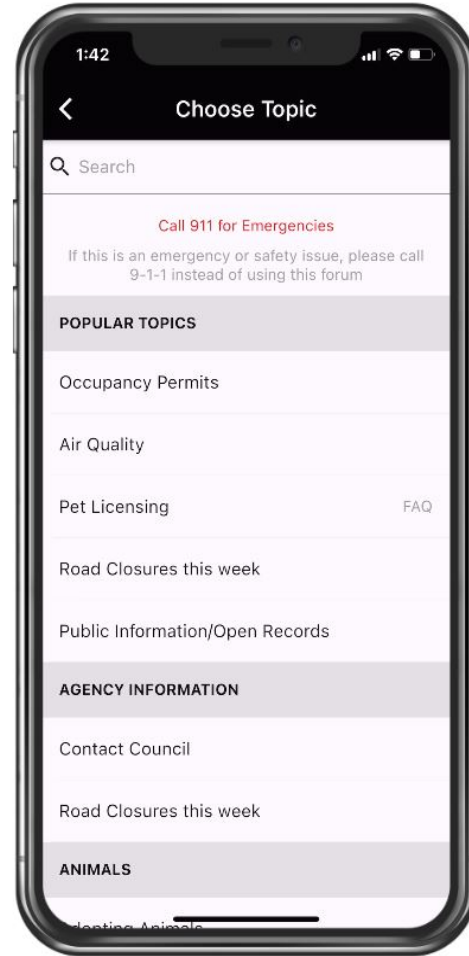 1:42
Choose Topic
Search
Call 911 for Emergencies
If this is an emergency or safety issue, please call
9-1-1 instead of using this forum
POPULAR TOPICS
Occupancy Permits
Air Quality
Pet Licensing FAQ
Road Closures this week
Public Information/Open Records
AGENCY INFORMATION
Contact Council
Road Closures this week
ANIMALS
Adopting Animals